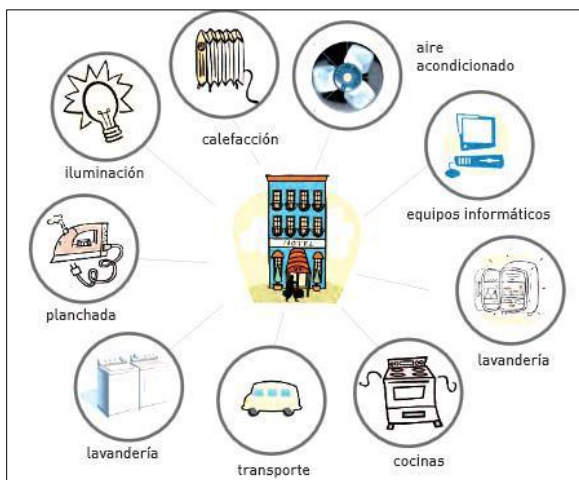 calefacción
aire
acondicionado
iluminación
equipos informáticos
HOTEL
planchada
lavandería
lavandería
transporte
cocinas